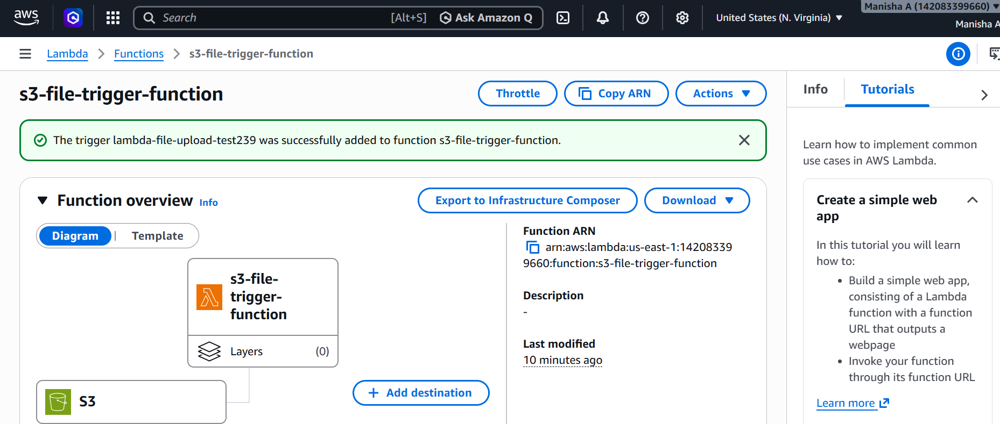 aws
Search [Alt+S] Ask Amazon Q
United States (N. Virginia) ▼
Manisha A (142083399660) ▼
Manisha A
Lambda > Functions > s3-file-trigger-function
s3-file-trigger-function
Throttle
Copy ARN
Actions ▼
The trigger lambda-file-upload-test239 was successfully added to function s3-file-trigger-function.
▼ Function overview Info
Export to Infrastructure Composer
Download ▼
Diagram | Template
s3-file-
trigger-
function
Layers (0)
S3
+ Add destination
Function ARN
arn:aws:lambda:us-east-1:14208339
9660:function:s3-file-trigger-function
Description
-
Last modified
10 minutes ago
Info
Tutorials
Learn how to implement common
use cases in AWS Lambda.
Create a simple web
app
In this tutorial you will learn
how to:
• Build a simple web app,
consisting of a Lambda
function with a function
URL that outputs a
webpage
• Invoke your function
through its function URL
Learn more